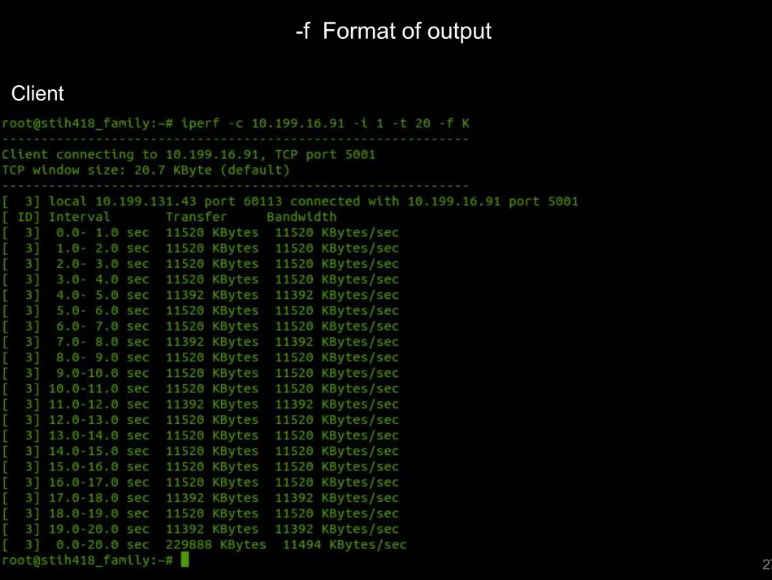 -f Format of output
Client
root@stih418_family:~# iperf -c 10.199.16.91 -i 1 -t 20 -f K
------------------------------------------------------------
Client connecting to 10.199.16.91, TCP port 5001
TCP window size: 20.7 KByte (default)
------------------------------------------------------------
[  3] local 10.199.131.43 port 60113 connected with 10.199.16.91 port 5001
[ ID] Interval       Transfer     Bandwidth
[  3]  0.0- 1.0 sec  11520 KBytes  11520 KBytes/sec
[  3]  1.0- 2.0 sec  11520 KBytes  11520 KBytes/sec
[  3]  2.0- 3.0 sec  11520 KBytes  11520 KBytes/sec
[  3]  3.0- 4.0 sec  11520 KBytes  11520 KBytes/sec
[  3]  4.0- 5.0 sec  11392 KBytes  11392 KBytes/sec
[  3]  5.0- 6.0 sec  11520 KBytes  11520 KBytes/sec
[  3]  6.0- 7.0 sec  11520 KBytes  11520 KBytes/sec
[  3]  7.0- 8.0 sec  11392 KBytes  11392 KBytes/sec
[  3]  8.0- 9.0 sec  11520 KBytes  11520 KBytes/sec
[  3]  9.0-10.0 sec  11520 KBytes  11520 KBytes/sec
[  3] 10.0-11.0 sec  11520 KBytes  11520 KBytes/sec
[  3] 11.0-12.0 sec  11392 KBytes  11392 KBytes/sec
[  3] 12.0-13.0 sec  11520 KBytes  11520 KBytes/sec
[  3] 13.0-14.0 sec  11520 KBytes  11520 KBytes/sec
[  3] 14.0-15.0 sec  11520 KBytes  11520 KBytes/sec
[  3] 15.0-16.0 sec  11520 KBytes  11520 KBytes/sec
[  3] 16.0-17.0 sec  11520 KBytes  11520 KBytes/sec
[  3] 17.0-18.0 sec  11392 KBytes  11392 KBytes/sec
[  3] 18.0-19.0 sec  11520 KBytes  11520 KBytes/sec
[  3] 19.0-20.0 sec  11392 KBytes  11392 KBytes/sec
[  3]  0.0-20.0 sec  229888 KBytes  11494 KBytes/sec
root@stih418_family:~#